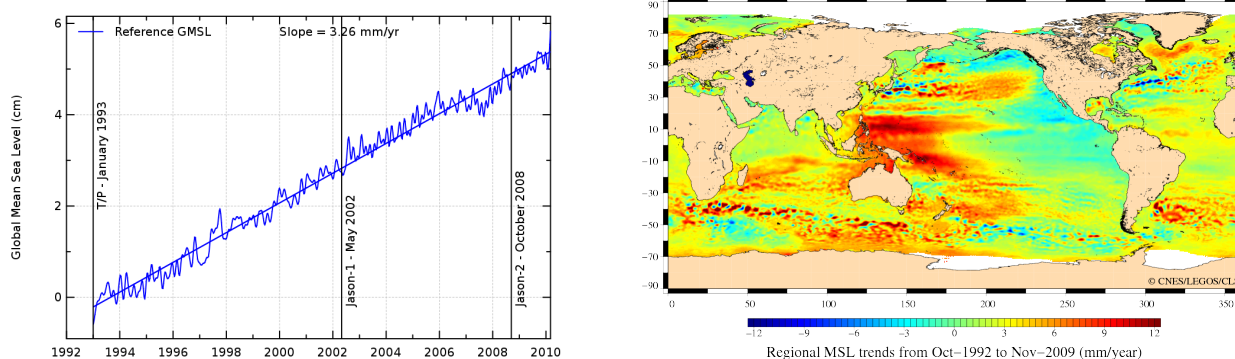 Reference GMSL
Slope = 3.26 mm/yr
Global Mean Sea Level (cm)
T/P - January 1993
Jason-1 - May 2002
Jason-2 - October 2008
6
4
2
0
1992 1994 1996 1998 2000 2002 2004 2006 2008 2010
90
70
50
30
10
−10
−30
−50
−70
−90
© CNES/LEGOS/CL
0 50 100 150 200 250 300 350
−12 −9 −6 −3 0 3 6 9 12
Regional MSL trends from Oct−1992 to Nov−2009 (mm/year)